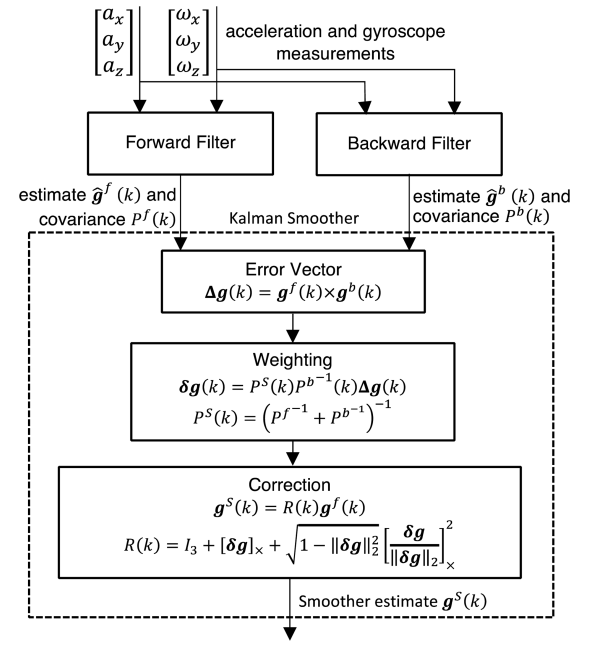 [a_x a_y a_z] [ω_x ω_y ω_z] acceleration and gyroscope
measurements
Forward Filter
Backward Filter
estimate ĝ^f (k) and
covariance P^f(k)
estimate ĝ^b (k) and
covariance P^b(k)
Kalman Smoother
Error Vector
Δg(k) = g^f(k)×g^b(k)
Weighting
δg(k) = P^S(k)P^{b^{-1}}(k)Δg(k)
P^S(k) = (P^{f^{-1}} + P^{b^{-1}})^{-1}
Correction
g^S(k) = R(k)g^f(k)
R(k) = I_3 + [δg]_× + √(1 − ‖δg‖_2^2) [δg/‖δg‖_2]_×^2
Smoother estimate g^S(k)